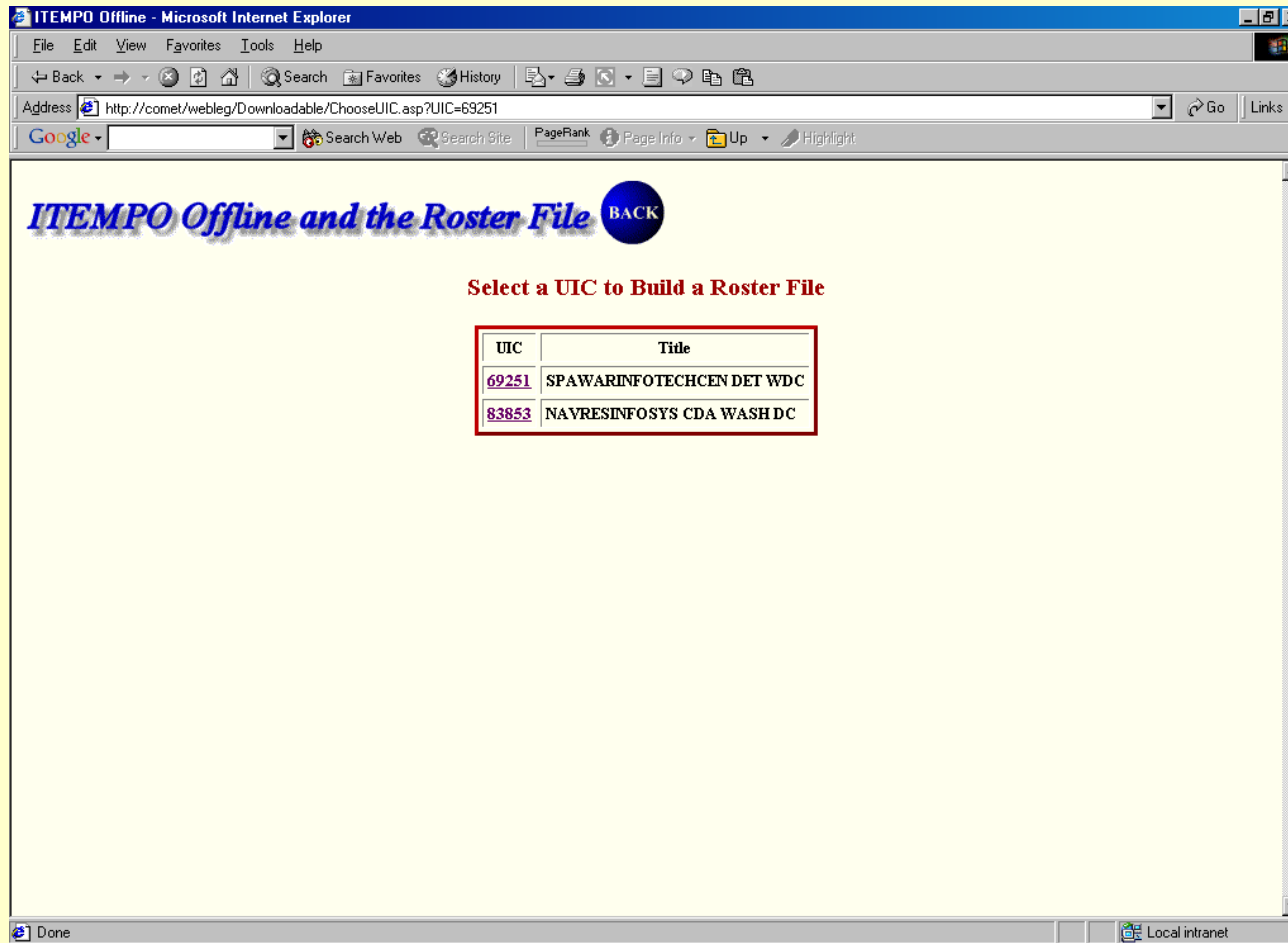 ITEMPO Offline - Microsoft Internet Explorer
File Edit View Favorites Tools Help
Back Search Favorites History
Address http://comet/webleg/Downloadable/ChooseUIC.asp?UIC=69251 Go Links
Google Search Web Search Site PageRank Page Info Up Highlight
ITEMPO Offline and the Roster File BACK
Select a UIC to Build a Roster File
UIC Title
69251 SPAWARINFOTECHCEN DET WDC
83853 NAVRESINFOSYS CDA WASH DC
Done Local intranet